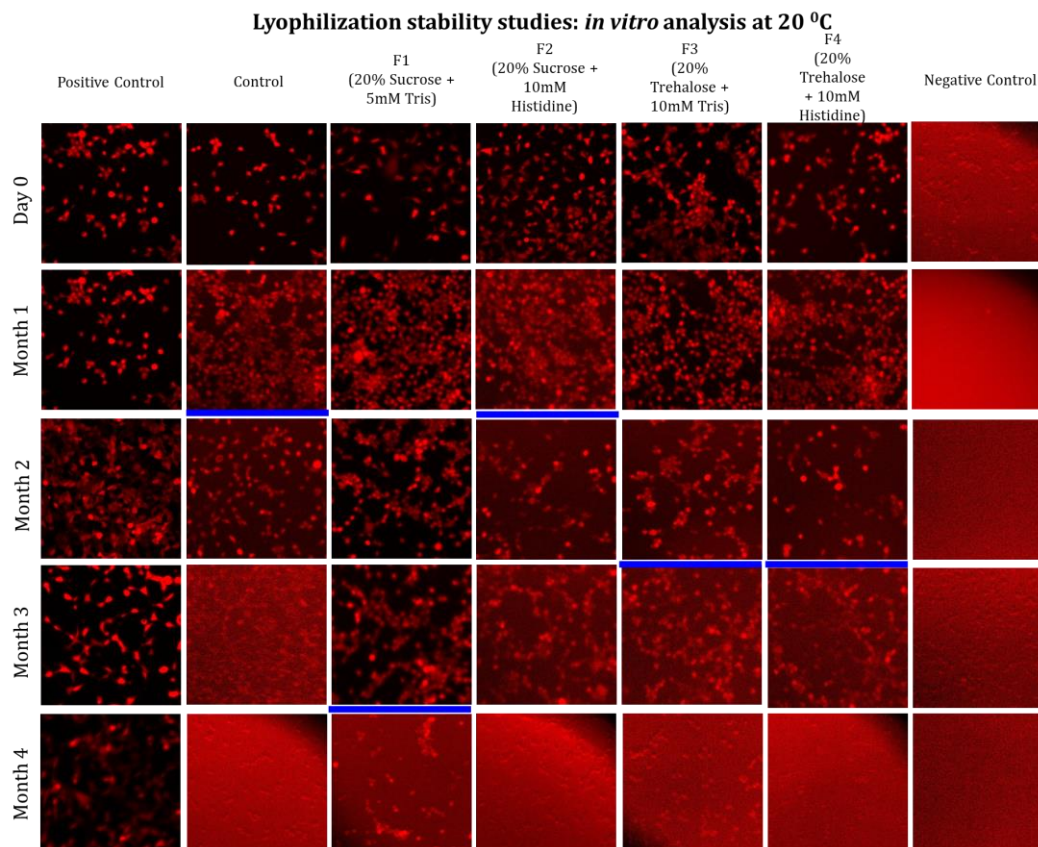 Lyophilization stability studies: in vitro analysis at 20 ⁰C
Positive Control
Control
F1
(20% Sucrose +
5mM Tris)
F2
(20% Sucrose +
10mM
Histidine)
F3
(20%
Trehalose +
10mM Tris)
F4
(20%
Trehalose
+ 10mM
Histidine)
Negative Control
Day 0
Month 1
Month 2
Month 3
Month 4